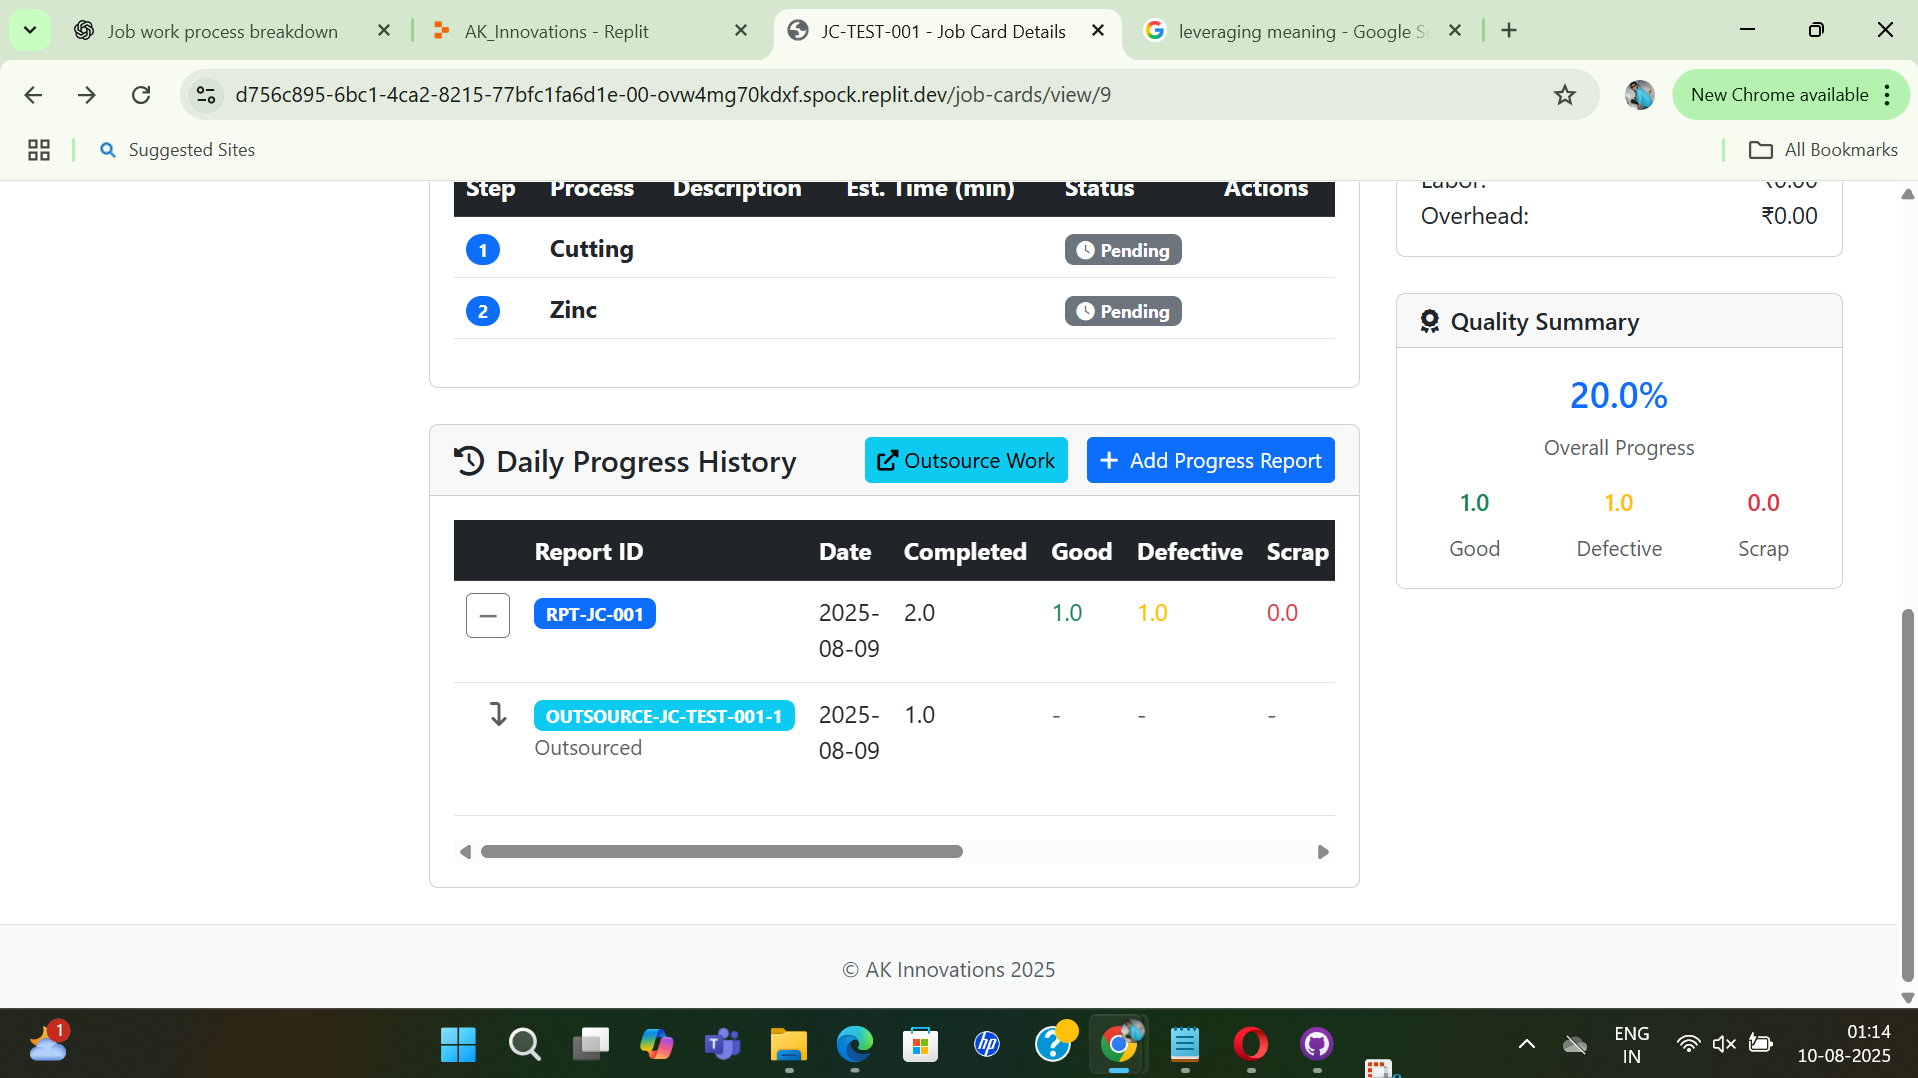 Job work process breakdown
AK_Innovations - Replit
JC-TEST-001 - Job Card Details
leveraging meaning - Google S
d756c895-6bc1-4ca2-8215-77bfc1fa6d1e-00-ovw4mg70kdxf.spock.replit.dev/job-cards/view/9
New Chrome available
Suggested Sites
All Bookmarks
Step Process Description Est. Time (min) Status Actions
1 Cutting Pending
2 Zinc Pending
Labor: ₹0.00
Overhead: ₹0.00
Quality Summary
20.0%
Overall Progress
1.0 1.0 0.0
Good Defective Scrap
Daily Progress History
Outsource Work
+ Add Progress Report
Report ID Date Completed Good Defective Scrap
RPT-JC-001 2025-08-09 2.0 1.0 1.0 0.0
OUTSOURCE-JC-TEST-001-1 2025-08-09 1.0 - - -
Outsourced
© AK Innovations 2025
1
ENG
IN
01:14
10-08-2025